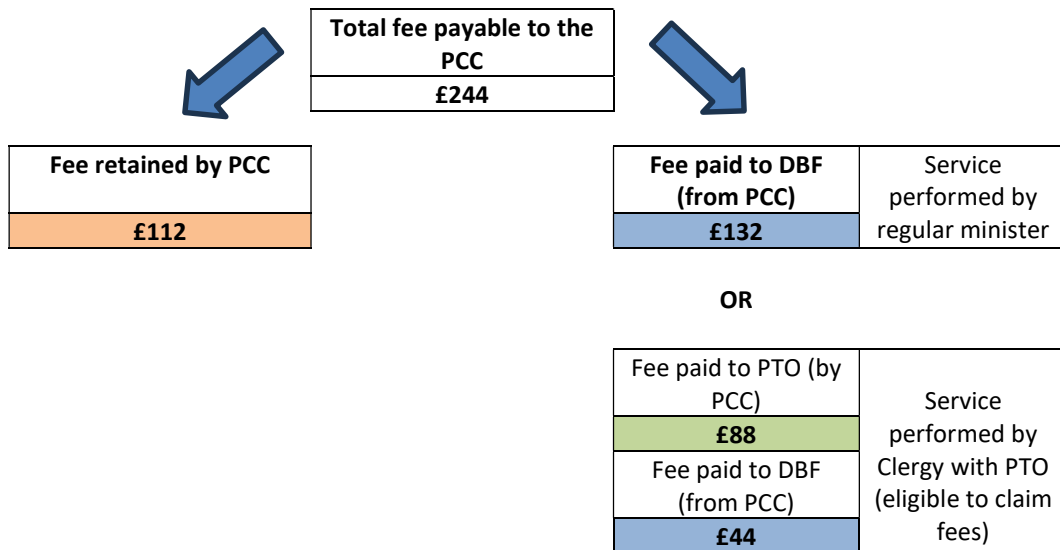 Total fee payable to the
PCC
£244
Fee retained by PCC
£112
Fee paid to DBF
(from PCC)
£132
Service
performed by
regular minister
OR
Fee paid to PTO (by
PCC)
£88
Fee paid to DBF
(from PCC)
£44
Service
performed by
Clergy with PTO
(eligible to claim
fees)